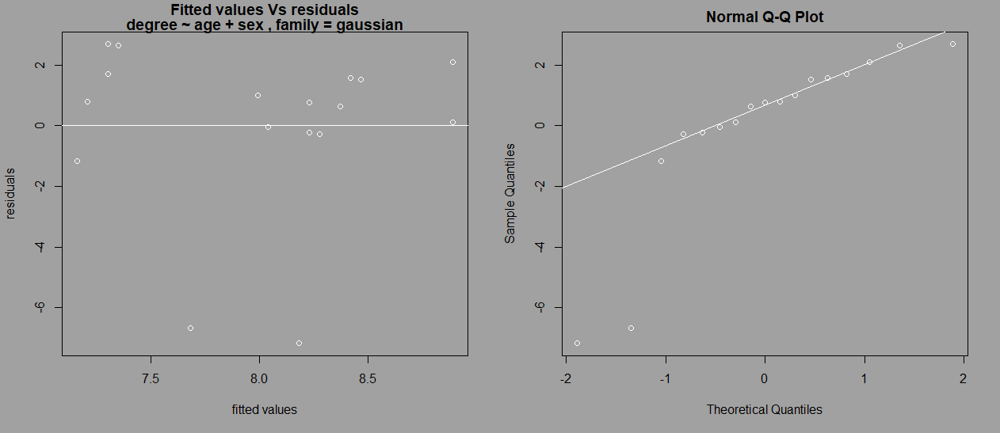 Fitted values Vs residuals
degree ~ age + sex , family = gaussian
residuals
2
0
-2
-4
-6
7.5 8.0 8.5
fitted values
Normal Q-Q Plot
Sample Quantiles
2
0
-2
-4
-6
-2 -1 0 1 2
Theoretical Quantiles